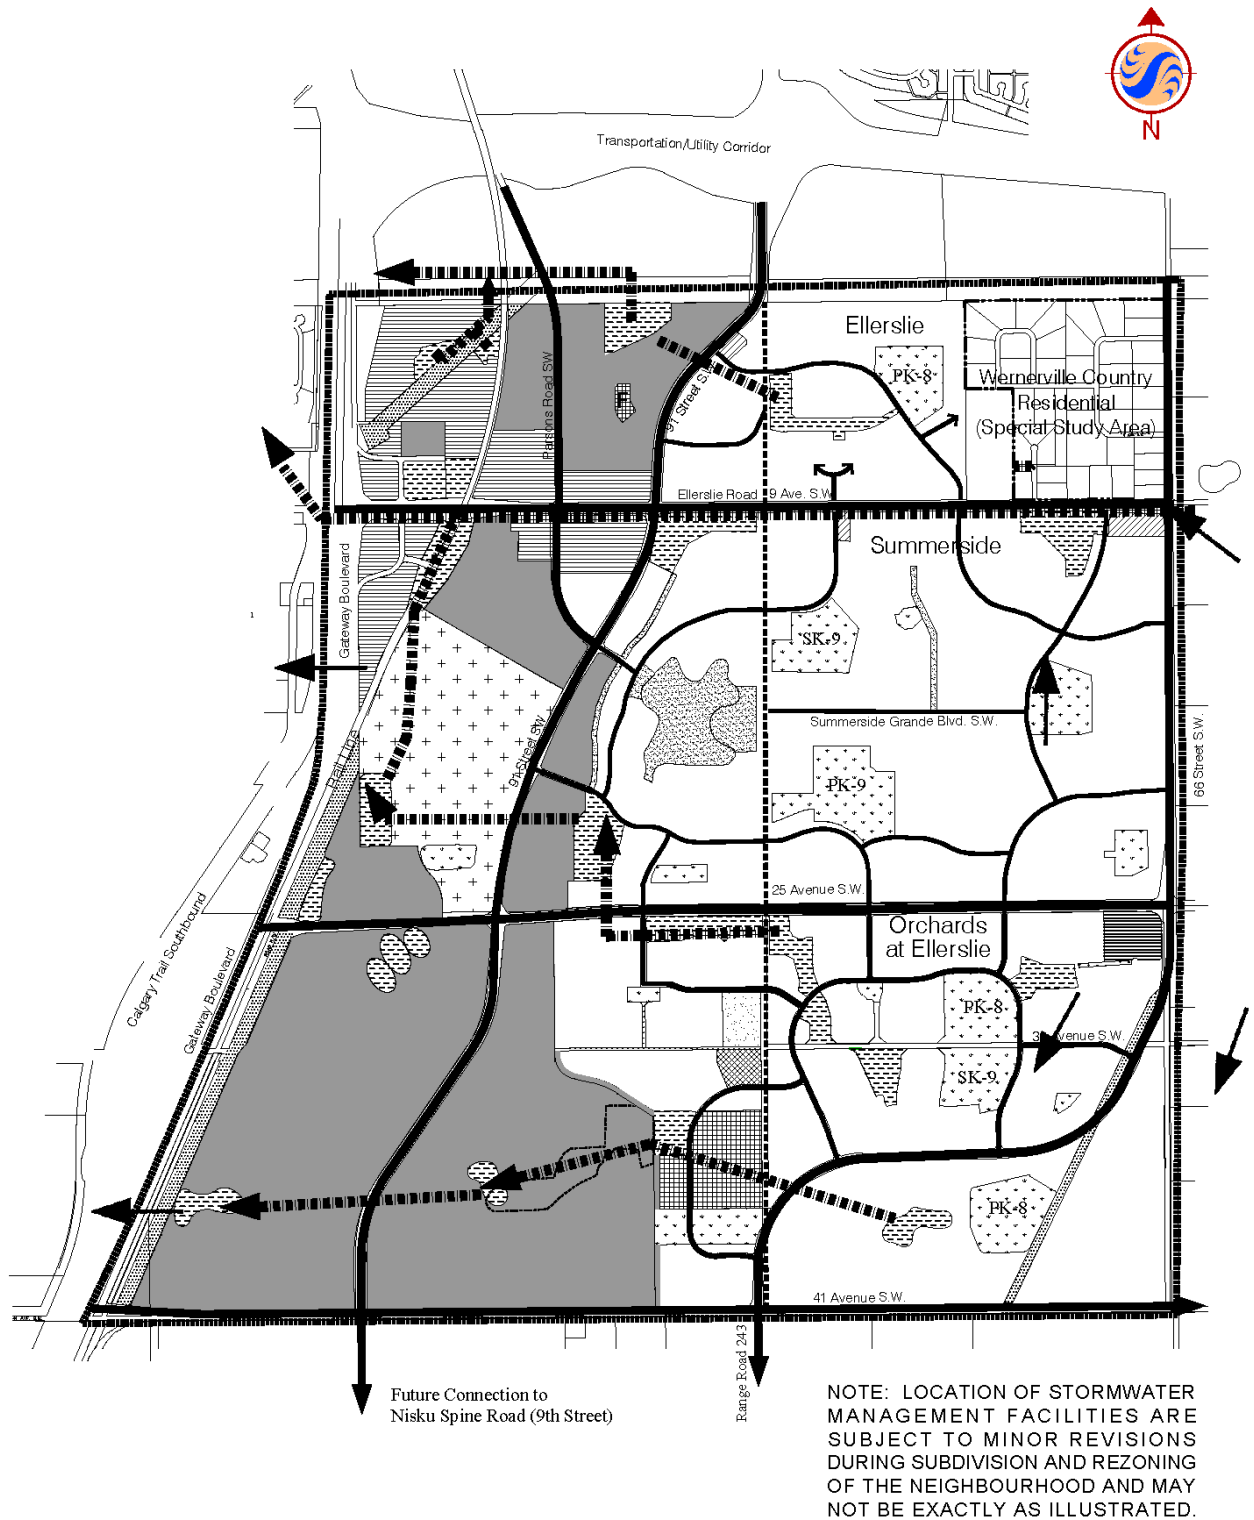 N
Transportation/Utility Corridor
Ellerslie
PK-8
Wernerville Country
Residential
(Special Study Area)
Parsons Road SW
91 Street S.W.
Ellerslie Road
9 Ave. S.W.
Summerside
Gateway Boulevard
1
SK-9
Summerside Grande Blvd. S.W.
66 Street S.W.
Rail Line
91 Street SW
PK-9
25 Avenue S.W.
Orchards
at Ellerslie
Calgary Trail Southbound
Gateway Boulevard
PK-8
Avenue S.W.
SK-9
PK-8
41 Avenue S.W.
Range Road 243
Future Connection to
Nisku Spine Road (9th Street)
NOTE: LOCATION OF STORMWATER
MANAGEMENT FACILITIES ARE
SUBJECT TO MINOR REVISIONS
DURING SUBDIVISION AND REZONING
OF THE NEIGHBOURHOOD AND MAY
NOT BE EXACTLY AS ILLUSTRATED.